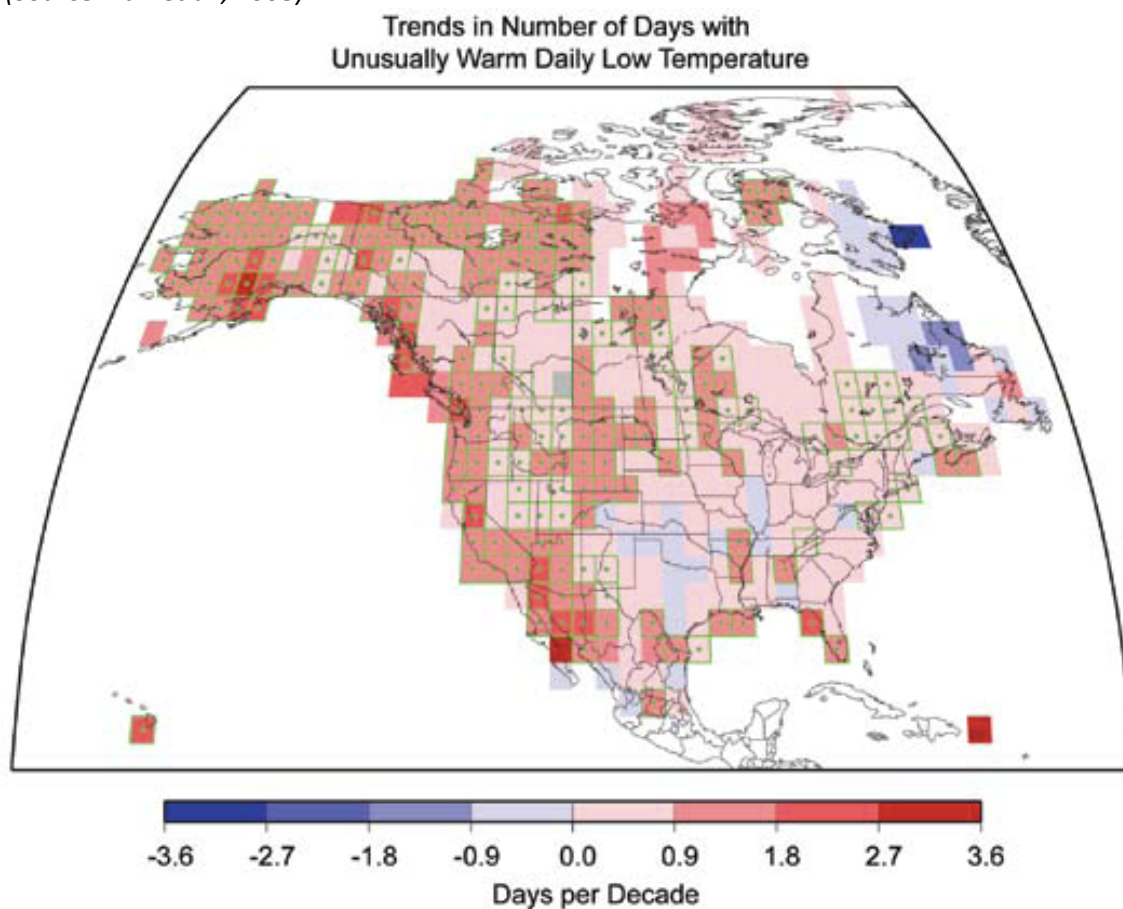 Trends in Number of Days with
Unusually Warm Daily Low Temperature
-3.6 -2.7 -1.8 -0.9 0.0 0.9 1.8 2.7 3.6
Days per Decade